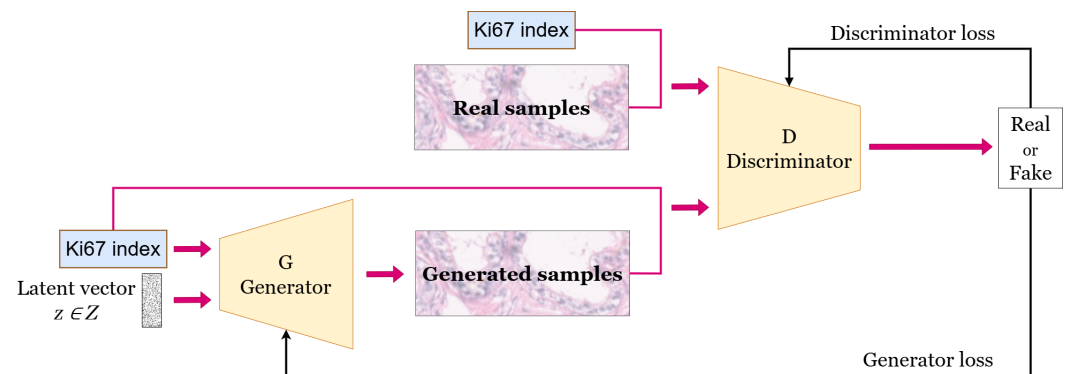 Ki67 index
Discriminator loss
Real samples
D
Discriminator
Real
or
Fake
Ki67 index
G
Generator
Generated samples
Latent vector
z ∈ Z
Generator loss